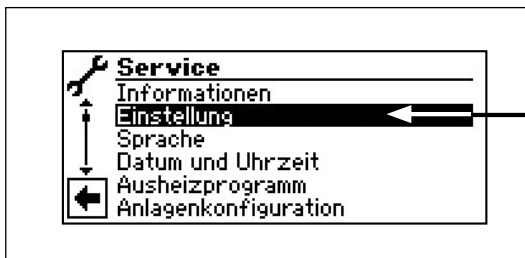 Service
Informationen
Einstellung
Sprache
Datum und Uhrzeit
Ausheizprogramm
Anlagenkonfiguration